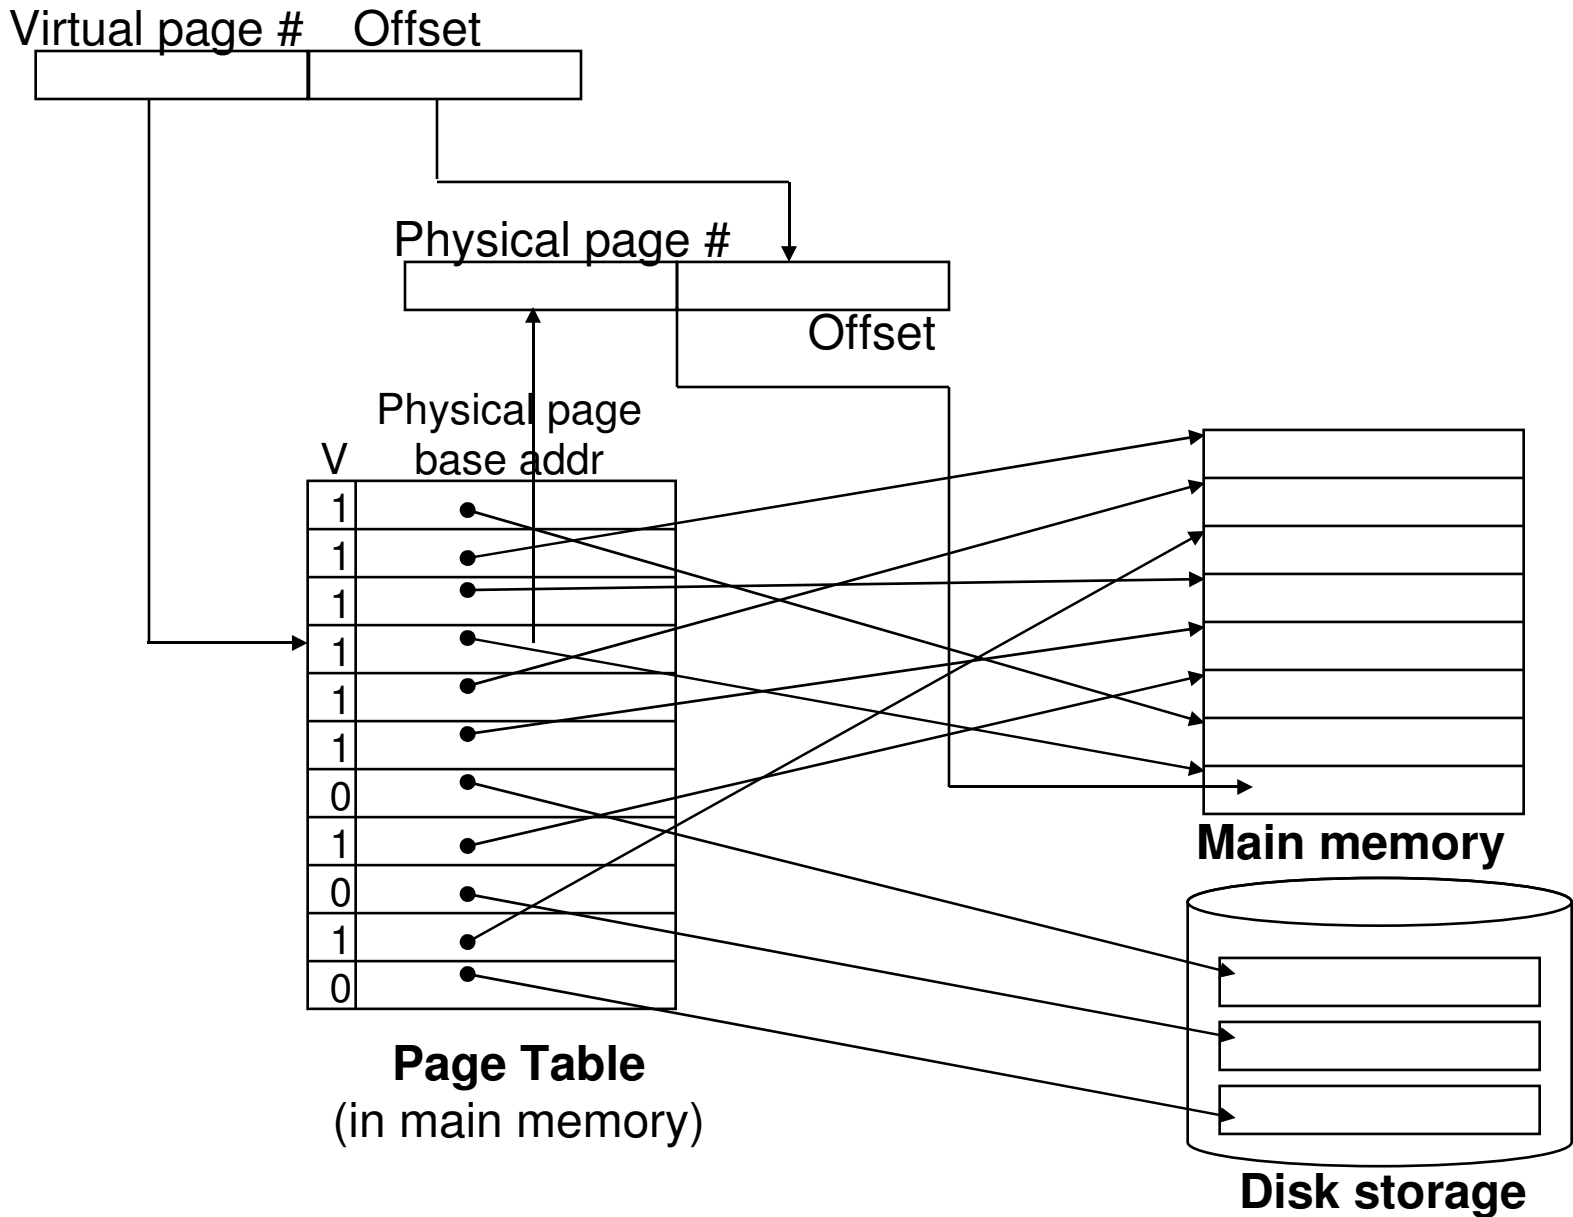 Virtual page # Offset
Physical page #
Offset
Physical page
base addr
V
1
1
1
1
1
1
0
1
0
1
0
Main memory
Page Table
(in main memory)
Disk storage